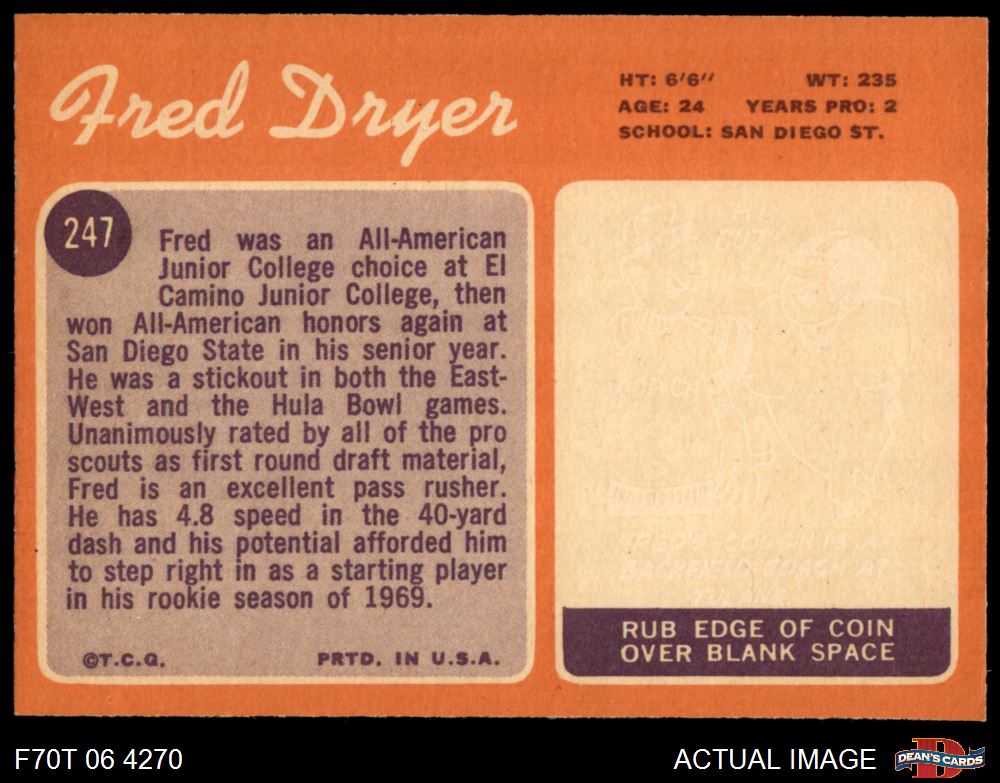 Fred Dryer
HT: 6'6" WT: 235
AGE: 24 YEARS PRO: 2
SCHOOL: SAN DIEGO ST.
247
Fred was an All-American
Junior College choice at El
Camino Junior College, then
won All-American honors again at
San Diego State in his senior year.
He was a stickout in both the East-
West and the Hula Bowl games.
Unanimously rated by all of the pro
scouts as first round draft material,
Fred is an excellent pass rusher.
He has 4.8 speed in the 40-yard
dash and his potential afforded him
to step right in as a starting player
in his rookie season of 1969.
©T.C.G. PRTD. IN U.S.A.
FRED'S COUSIN IS A
BACKFIELD COACH AT
RUB EDGE OF COIN
OVER BLANK SPACE
F70T 06 4270
ACTUAL IMAGE
DEAN'S CARDS